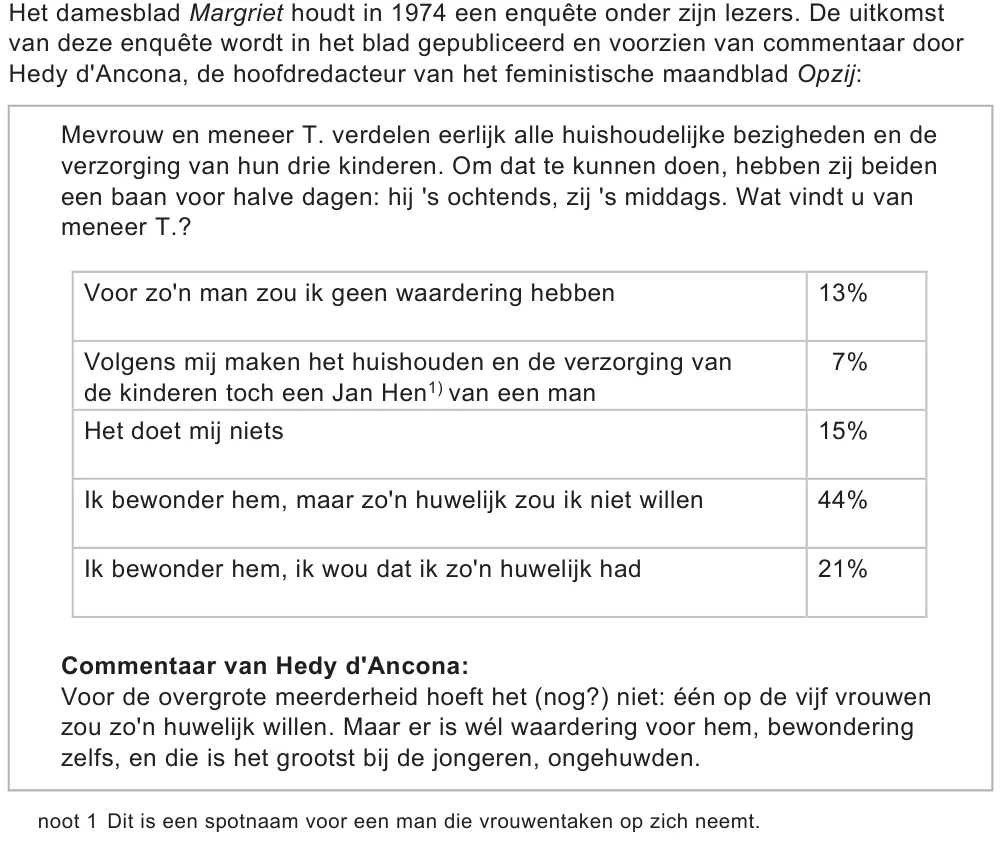 Het damesblad Margriet houdt in 1974 een enquête onder zijn lezers. De uitkomst
van deze enquête wordt in het blad gepubliceerd en voorzien van commentaar door
Hedy d'Ancona, de hoofdredacteur van het feministische maandblad Opzij:
Mevrouw en meneer T. verdelen eerlijk alle huishoudelijke bezigheden en de
verzorging van hun drie kinderen. Om dat te kunnen doen, hebben zij beiden
een baan voor halve dagen: hij 's ochtends, zij 's middags. Wat vindt u van
meneer T.?
Voor zo'n man zou ik geen waardering hebben 13%
Volgens mij maken het huishouden en de verzorging van 7%
de kinderen toch een Jan Hen1) van een man
Het doet mij niets 15%
Ik bewonder hem, maar zo'n huwelijk zou ik niet willen 44%
Ik bewonder hem, ik wou dat ik zo'n huwelijk had 21%
Commentaar van Hedy d'Ancona:
Voor de overgrote meerderheid hoeft het (nog?) niet: één op de vijf vrouwen
zou zo'n huwelijk willen. Maar er is wél waardering voor hem, bewondering
zelfs, en die is het grootst bij de jongeren, ongehuwden.
noot 1 Dit is een spotnaam voor een man die vrouwentaken op zich neemt.